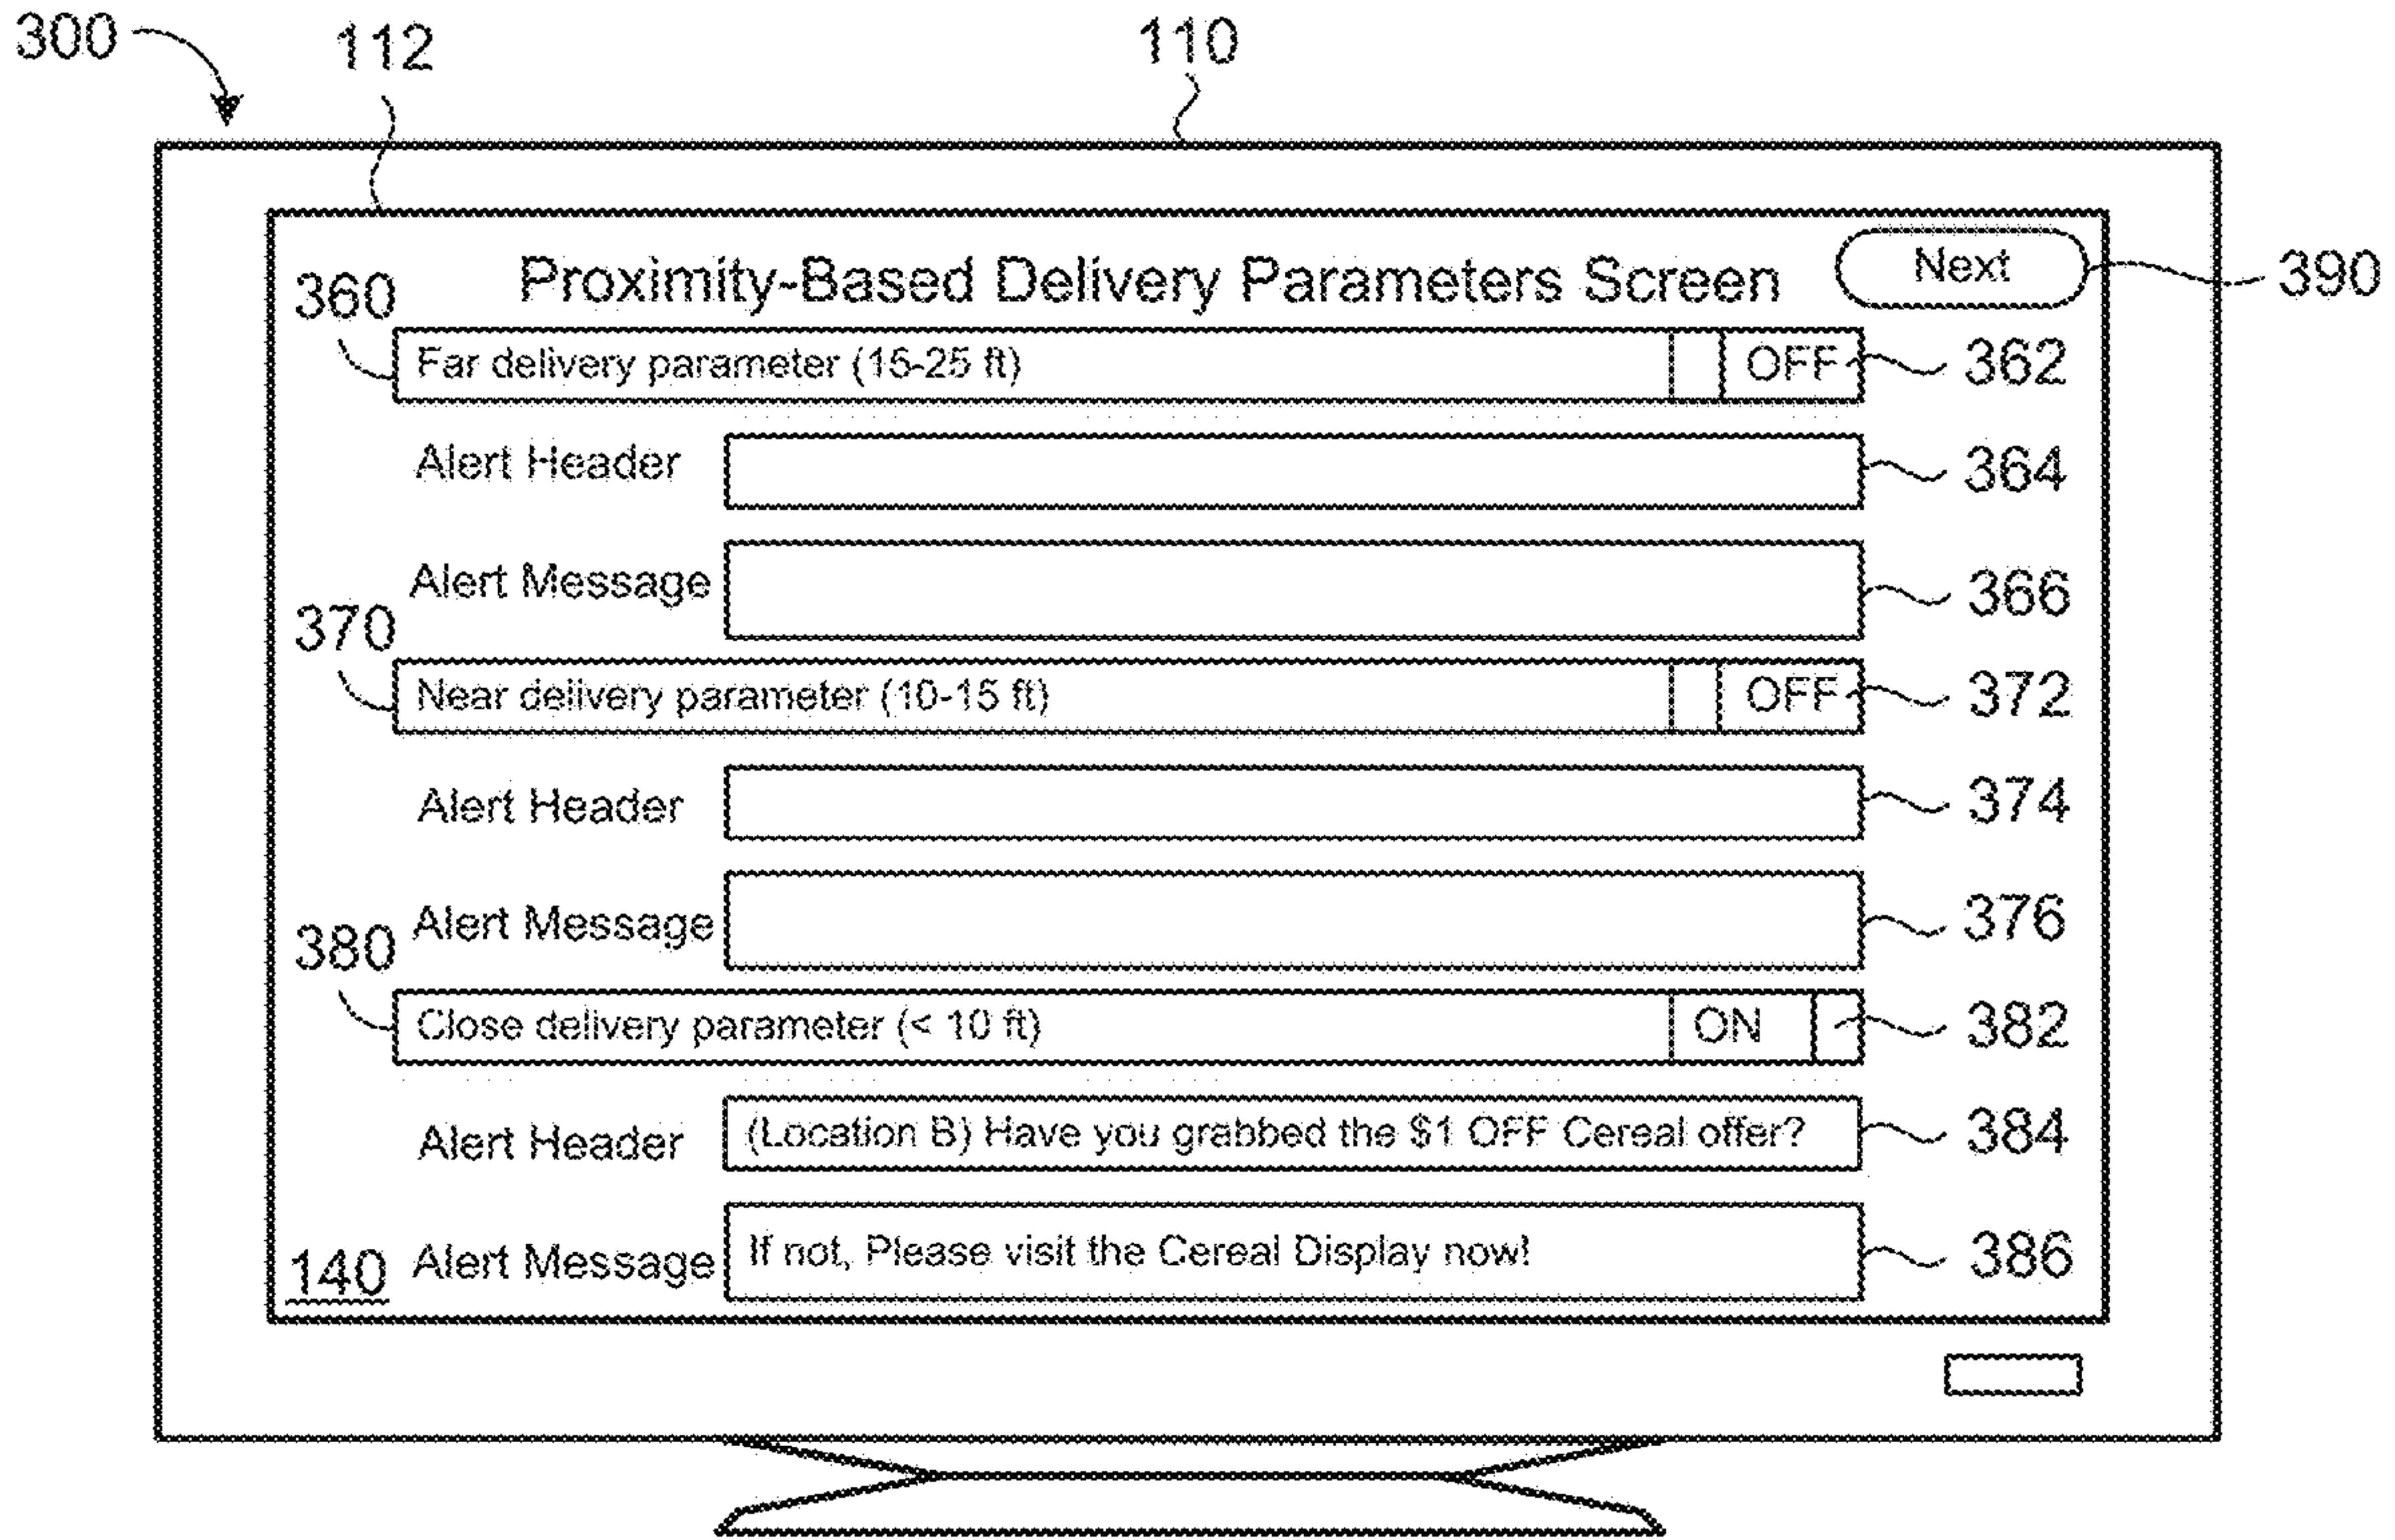 300
112
110
Proximity-Based Delivery Parameters Screen
Next
390
360
Far delivery parameter (15-25 ft)
OFF
362
Alert Header
364
Alert Message
366
370
Near delivery parameter (10-15 ft)
OFF
372
Alert Header
374
Alert Message
376
380
Close delivery parameter (< 10 ft)
ON
382
Alert Header
(Location B) Have you grabbed the $1 OFF Cereal offer?
384
140
Alert Message
If not, Please visit the Cereal Display now!
386